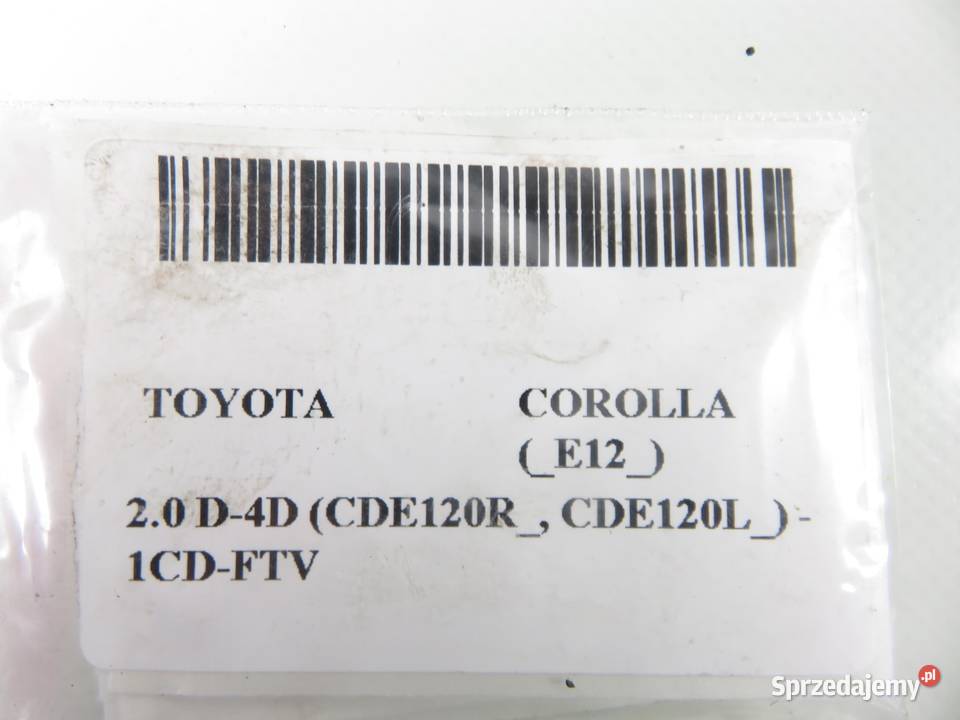 TOYOTA COROLLA
(_E12_)
2.0 D-4D (CDE120R_, CDE120L_) -
1CD-FTV
Sprzedajemy.pl